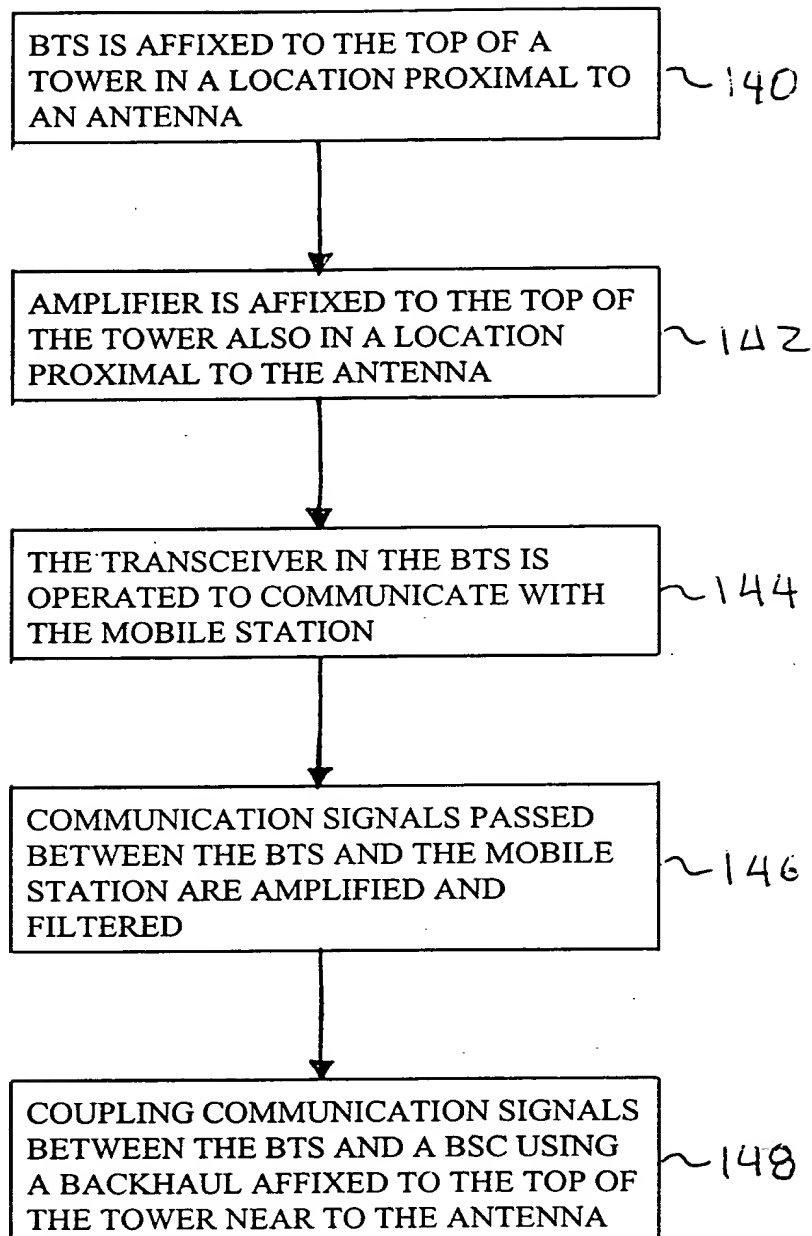 BTS IS AFFIXED TO THE TOP OF A
TOWER IN A LOCATION PROXIMAL TO
AN ANTENNA
140
AMPLIFIER IS AFFIXED TO THE TOP OF
THE TOWER ALSO IN A LOCATION
PROXIMAL TO THE ANTENNA
142
THE TRANSCEIVER IN THE BTS IS
OPERATED TO COMMUNICATE WITH
THE MOBILE STATION
144
COMMUNICATION SIGNALS PASSED
BETWEEN THE BTS AND THE MOBILE
STATION ARE AMPLIFIED AND
FILTERED
146
COUPLING COMMUNICATION SIGNALS
BETWEEN THE BTS AND A BSC USING
A BACKHAUL AFFIXED TO THE TOP OF
THE TOWER NEAR TO THE ANTENNA
148